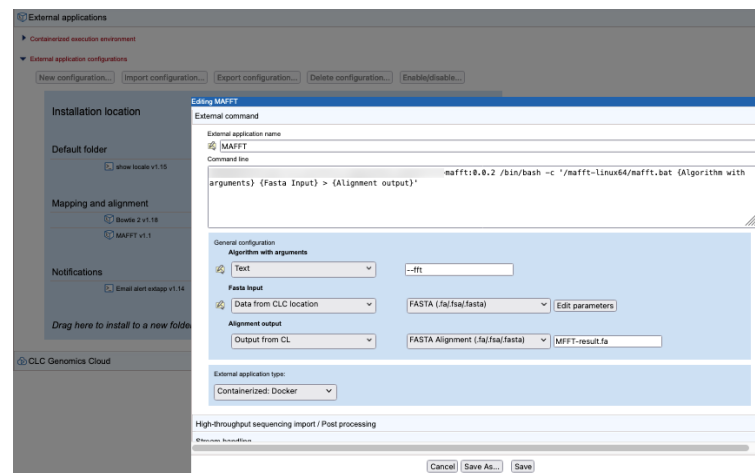 External applications
Containerized execution environment
External application configurations
New configuration... Import configuration... Export configuration... Delete configuration... Enable/disable...
Installation location
Default folder
show locale v1.15
Mapping and alignment
Bowtie 2 v1.18
MAFFT v1.1
Notifications
Email alert extapp v1.14
Drag here to install to a new folde
CLC Genomics Cloud
Editing MAFFT
External command
External application name
MAFFT
Command line
-mafft:0.0.2 /bin/bash -c '/mafft-linux64/mafft.bat {Algorithm with
arguments} {Fasta Input} > {Alignment output}'
General configuration
Algorithm with arguments
Text --fft
Fasta Input
Data from CLC location FASTA (.fa/.fsa/.fasta) Edit parameters
Alignment output
Output from CL FASTA Alignment (.fa/.fsa/.fasta) MFFT-result.fa
External application type:
Containerized: Docker
High-throughput sequencing import / Post processing
Stream handling
Cancel Save As... Save